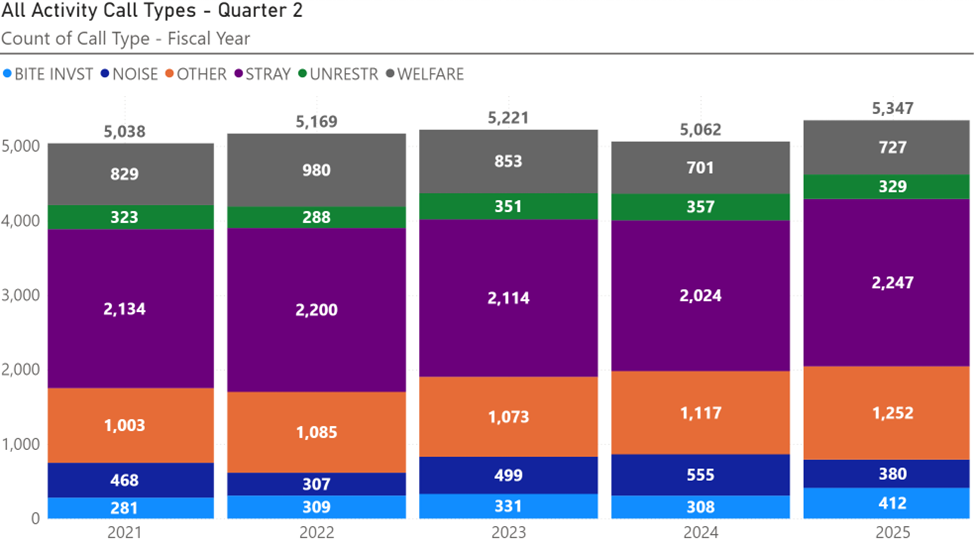 All Activity Call Types - Quarter 2
Count of Call Type - Fiscal Year
BITE INVST NOISE OTHER STRAY UNRESTR WELFARE
5,038 5,169 5,221 5,062 5,347
5,000
829 980 853 701 727
323 288 351 357 329
4,000
2,134 2,200 2,114 2,024 2,247
3,000
2,000
1,003 1,085 1,073 1,117 1,252
1,000
468 307 499 555 380
281 309 331 308 412
0
2021 2022 2023 2024 2025